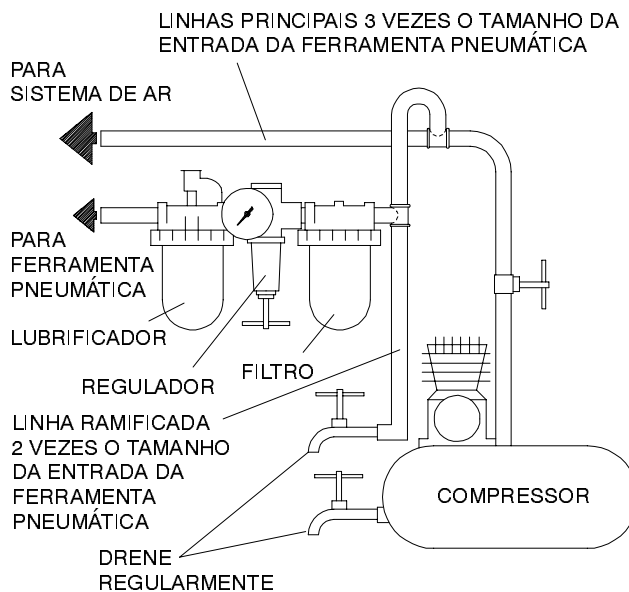 LINHAS PRINCIPAIS 3 VEZES O TAMANHO DA
ENTRADA DA FERRAMENTA PNEUMÁTICA
PARA
SISTEMA DE AR
PARA
FERRAMENTA
PNEUMÁTICA
LUBRIFICADOR
REGULADOR
FILTRO
LINHA RAMIFICADA
2 VEZES O TAMANHO
DA ENTRADA DA
FERRAMENTA
PNEUMÁTICA
COMPRESSOR
DRENE
REGULARMENTE